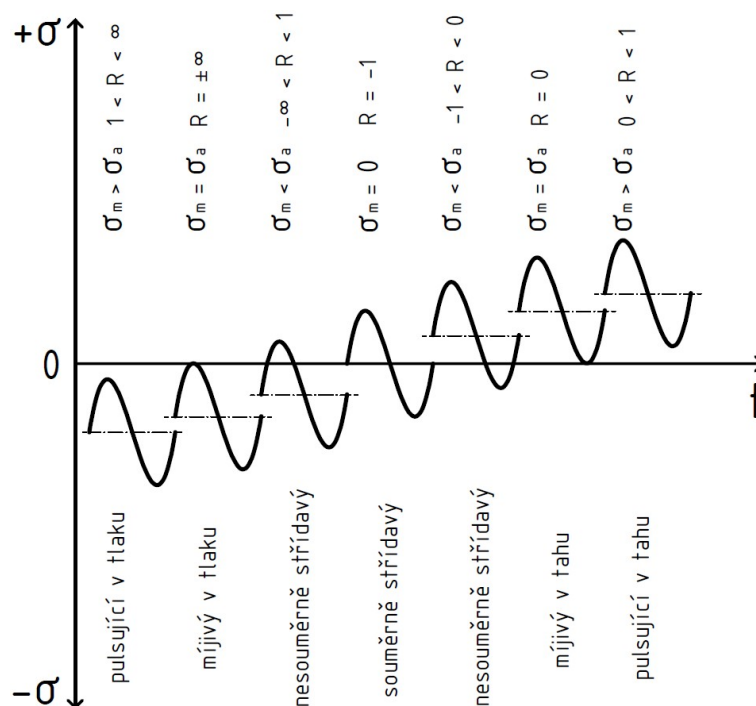 +σ
σm > σa 1 < R < ∞
σm = σa R = ±∞
σm < σa -∞ < R < 1
σm = 0 R = -1
σm < σa -1 < R < 0
σm = σa R = 0
σm > σa 0 < R < 1
0
pulsující v tlaku
míjivý v tlaku
nesouměrně střídavý
souměrně střídavý
nesouměrně střídavý
míjivý v tahu
pulsující v tahu
-σ